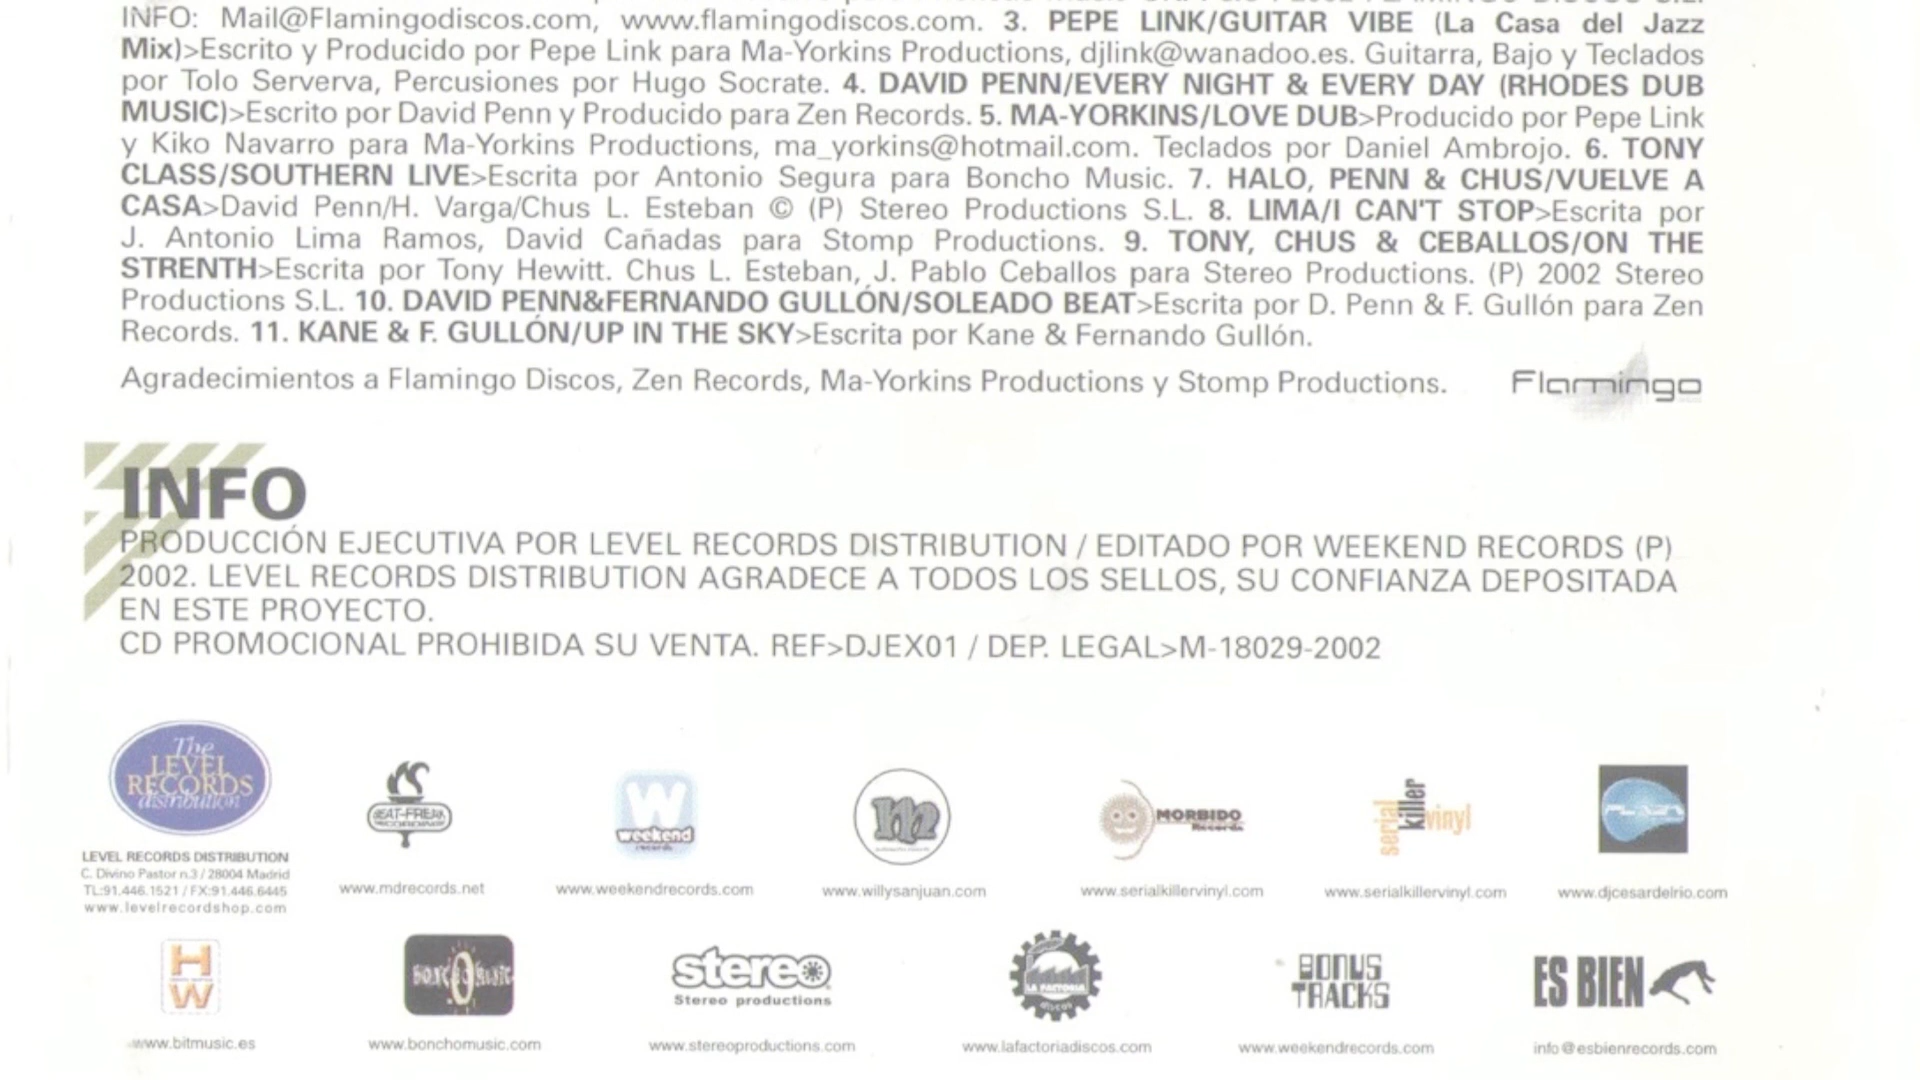 INFO: Mail@Flamingodiscos.com, www.flamingodiscos.com. 3. PEPE LINK/GUITAR VIBE (La Casa del Jazz
Mix)>Escrito y Producido por Pepe Link para Ma-Yorkins Productions, djlink@wanadoo.es. Guitarra, Bajo y Teclados
por Tolo Serverva, Percusiones por Hugo Socrate. 4. DAVID PENN/EVERY NIGHT & EVERY DAY (RHODES DUB
MUSIC)>Escrito por David Penn y Producido para Zen Records. 5. MA-YORKINS/LOVE DUB>Producido por Pepe Link
y Kiko Navarro para Ma-Yorkins Productions, ma_yorkins@hotmail.com. Teclados por Daniel Ambrojo. 6. TONY
CLASS/SOUTHERN LIVE>Escrita por Antonio Segura para Boncho Music. 7. HALO, PENN & CHUS/VUELVE A
CASA>David Penn/H. Varga/Chus L. Esteban © (P) Stereo Productions S.L. 8. LIMA/I CAN'T STOP>Escrita por
J. Antonio Lima Ramos, David Cañadas para Stomp Productions. 9. TONY, CHUS & CEBALLOS/ON THE
STRENTH>Escrita por Tony Hewitt. Chus L. Esteban, J. Pablo Ceballos para Stereo Productions. (P) 2002 Stereo
Productions S.L. 10. DAVID PENN&FERNANDO GULLÓN/SOLEADO BEAT>Escrita por D. Penn & F. Gullón para Zen
Records. 11. KANE & F. GULLÓN/UP IN THE SKY>Escrita por Kane & Fernando Gullón.
Agradecimientos a Flamingo Discos, Zen Records, Ma-Yorkins Productions y Stomp Productions.
Flamingo
INFO
PRODUCCIÓN EJECUTIVA POR LEVEL RECORDS DISTRIBUTION / EDITADO POR WEEKEND RECORDS (P)
2002. LEVEL RECORDS DISTRIBUTION AGRADECE A TODOS LOS SELLOS, SU CONFIANZA DEPOSITADA
EN ESTE PROYECTO.
CD PROMOCIONAL PROHIBIDA SU VENTA. REF>DJEX01 / DEP. LEGAL>M-18029-2002
The
LEVEL
RECORDS
distribution
LEVEL RECORDS DISTRIBUTION
C. Divino Pastor n.3 / 28004 Madrid
TL:91.446.1521 / FX:91.446.6445
www.levelrecordshop.com
BEAT-FREAK
RECORDINGS
www.mdrecords.net
W
weekend
records
www.weekendrecords.com
m
www.willysanjuan.com
MORBIDO
Records
www.serialkillervinyl.com
serial
killer
vinyl
www.serialkillervinyl.com
www.djcesardelrio.com
H
W
www.bitmusic.es
BONCHO MUSIC
www.bonchomusic.com
stereo
Stereo productions
www.stereoproductions.com
LA FACTORIA
discos
www.lafactoriadiscos.com
BONUS
TRACKS
www.weekendrecords.com
ES BIEN
info@esbienrecords.com